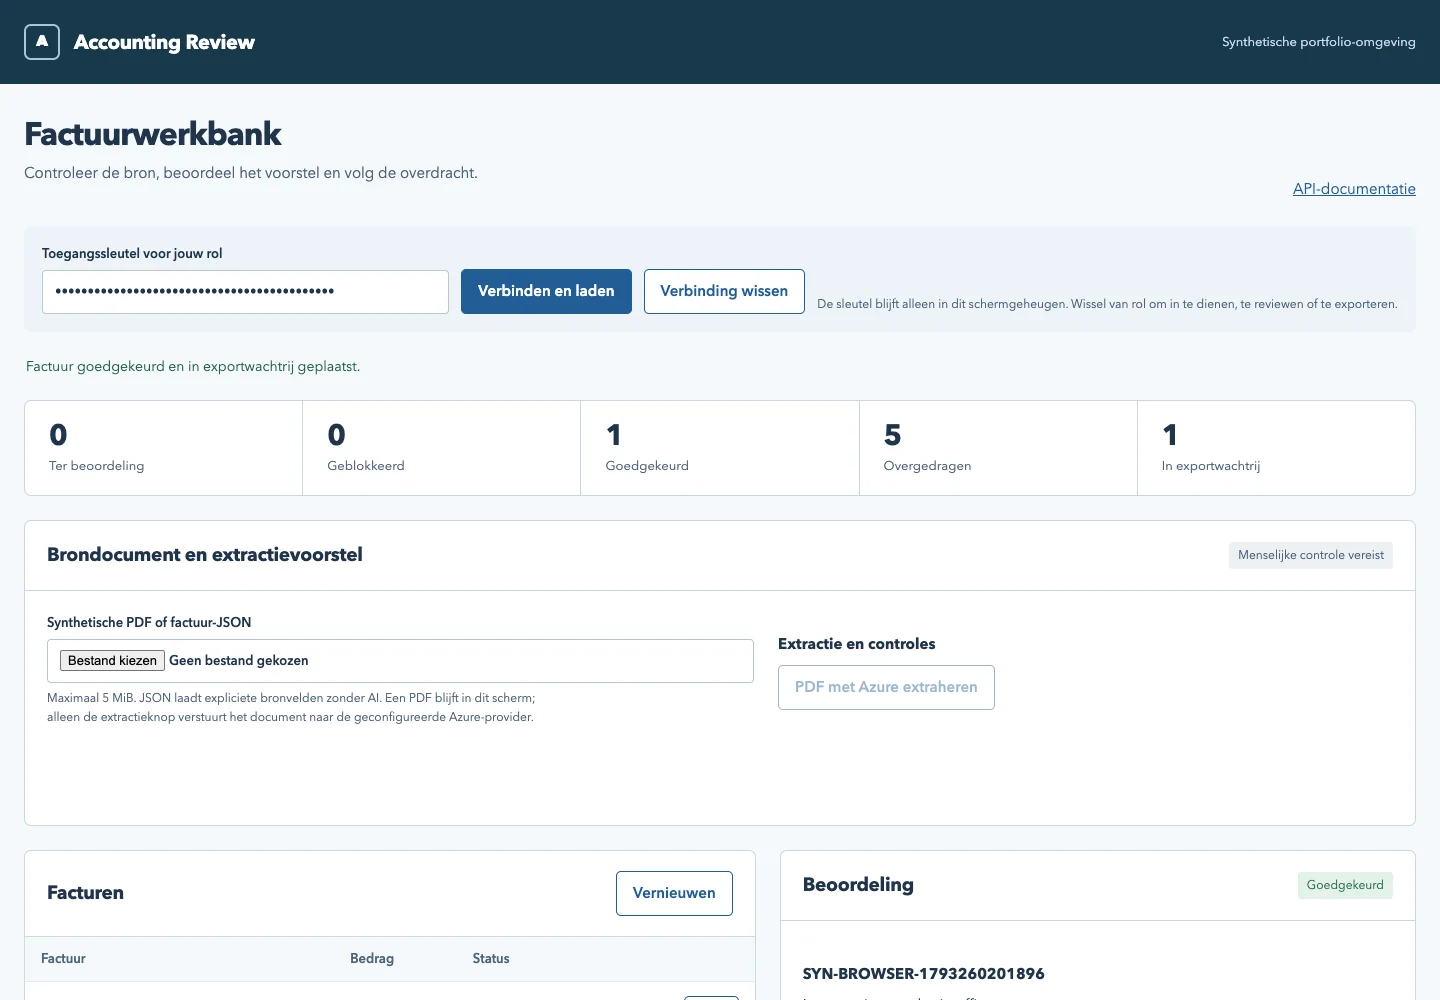 A
Accounting Review
Synthetische portfolio-omgeving
Factuurwerkbank
Controleer de bron, beoordeel het voorstel en volg de overdracht.
API-documentatie
Toegangssleutel voor jouw rol
Verbinden en laden
Verbinding wissen
De sleutel blijft alleen in dit schermgeheugen. Wissel van rol om in te dienen, te reviewen of te exporteren.
Factuur goedgekeurd en in exportwachtrij geplaatst.
0
Ter beoordeling
0
Geblokkeerd
1
Goedgekeurd
5
Overgedragen
1
In exportwachtrij
Brondocument en extractievoorstel
Menselijke controle vereist
Synthetische PDF of factuur-JSON
Bestand kiezen Geen bestand gekozen
Maximaal 5 MiB. JSON laadt expliciete bronvelden zonder AI. Een PDF blijft in dit scherm;
alleen de extractieknop verstuurt het document naar de geconfigureerde Azure-provider.
Extractie en controles
PDF met Azure extraheren
Facturen
Vernieuwen
Factuur Bedrag Status
Beoordeling
Goedgekeurd
SYN-BROWSER-1793260201896